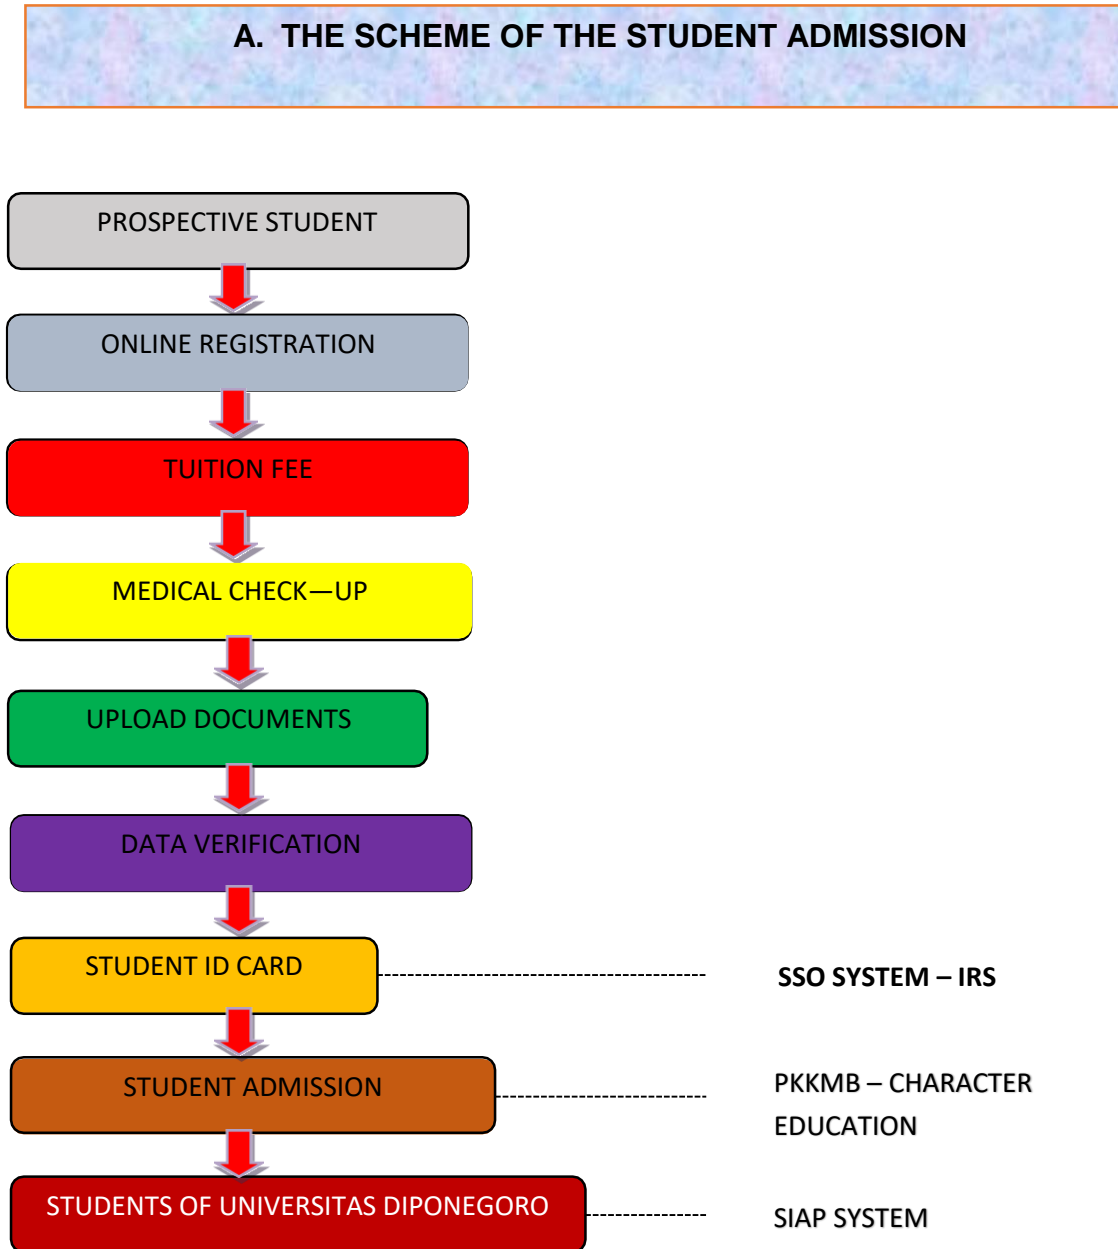 A. THE SCHEME OF THE STUDENT ADMISSION
PROSPECTIVE STUDENT
ONLINE REGISTRATION
TUITION FEE
MEDICAL CHECK—UP
UPLOAD DOCUMENTS
DATA VERIFICATION
STUDENT ID CARD
SSO SYSTEM – IRS
STUDENT ADMISSION
PKKMB – CHARACTER
EDUCATION
STUDENTS OF UNIVERSITAS DIPONEGORO
SIAP SYSTEM